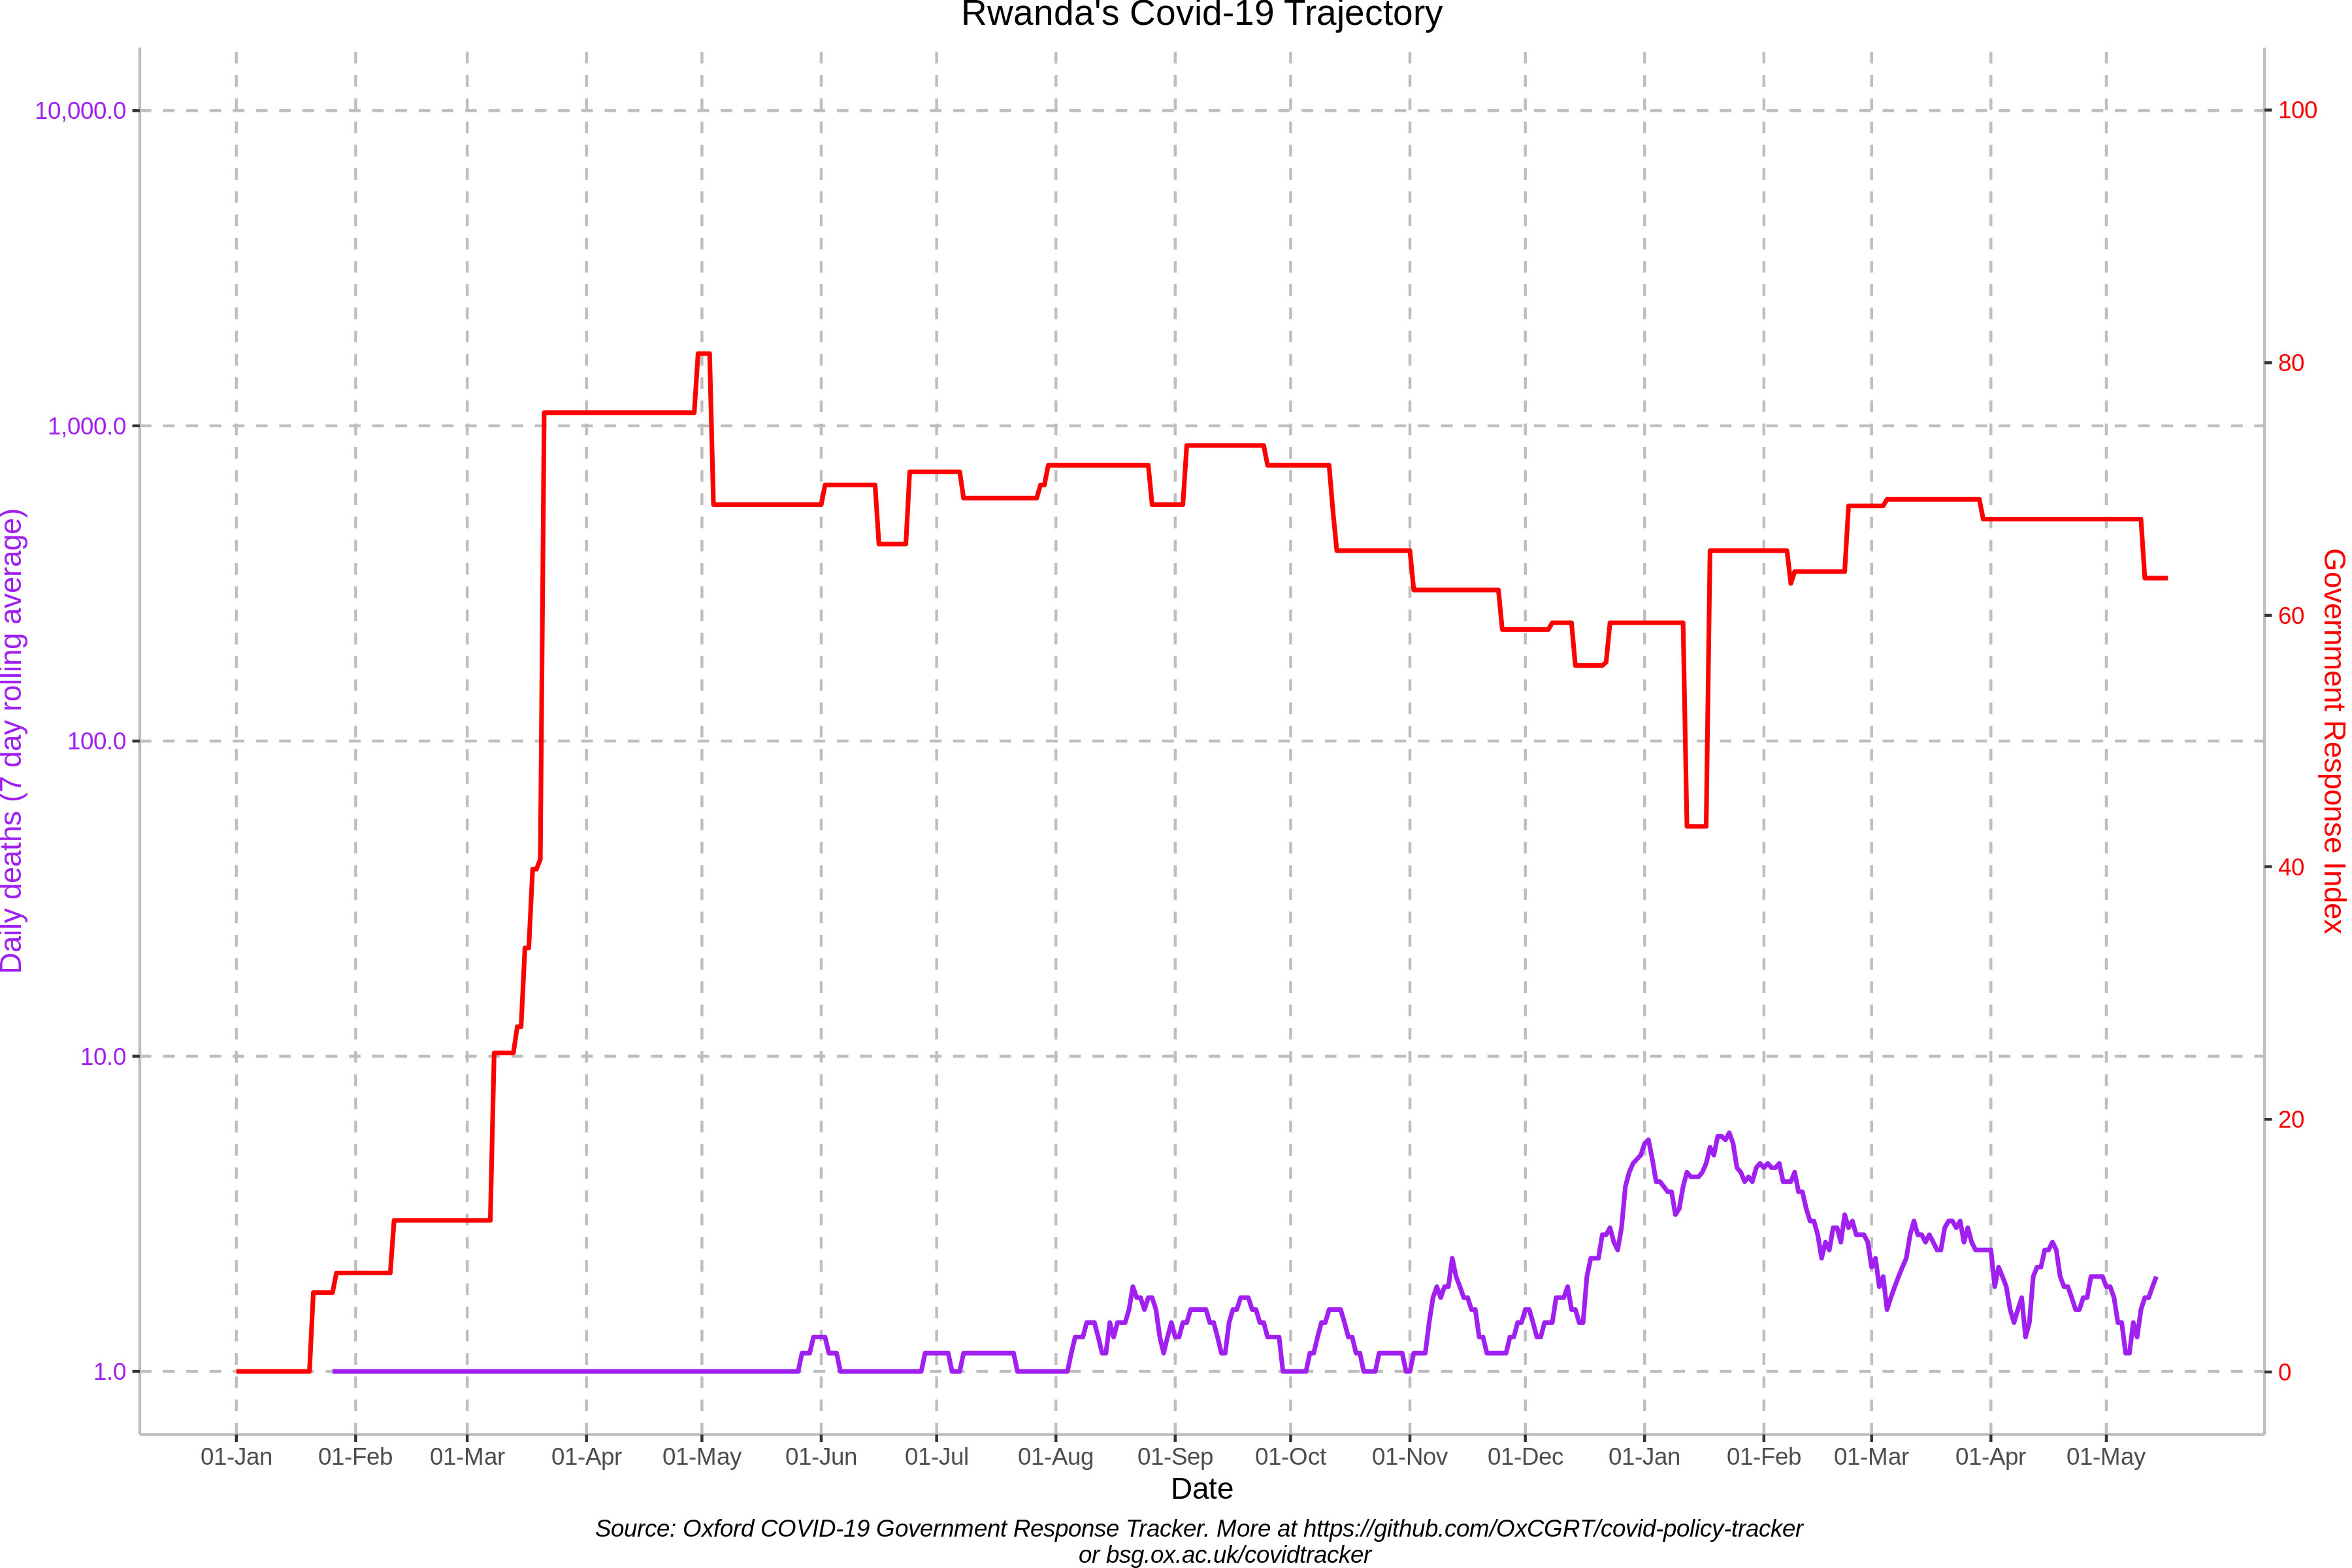 Rwanda's Covid-19 Trajectory
10,000.0
1,000.0
100.0
10.0
1.0
Daily deaths (7 day rolling average)
100
80
60
40
20
0
Government Response Index
01-Jan
01-Feb
01-Mar
01-Apr
01-May
01-Jun
01-Jul
01-Aug
01-Sep
01-Oct
01-Nov
01-Dec
01-Jan
01-Feb
01-Mar
01-Apr
01-May
Date
Source: Oxford COVID-19 Government Response Tracker. More at https://github.com/OxCGRT/covid-policy-tracker
or bsg.ox.ac.uk/covidtracker